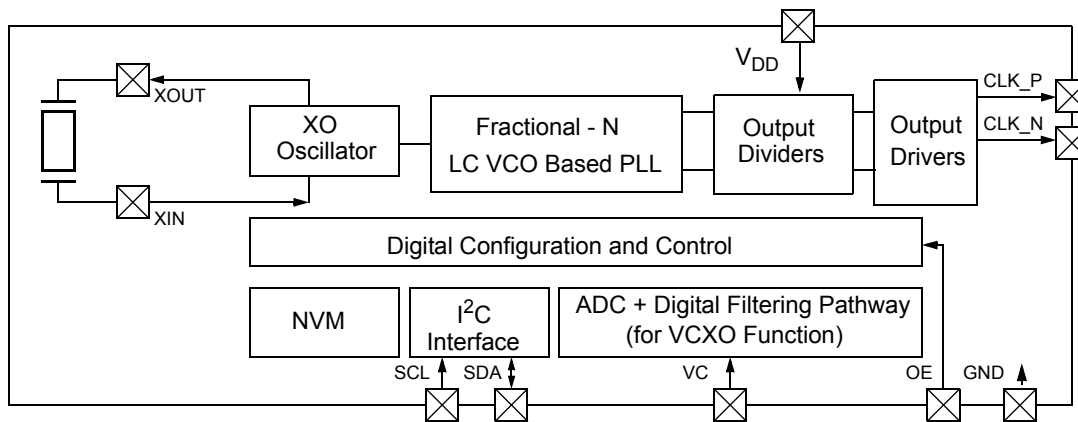 V_DD
CLK_P
XOUT
XO
Oscillator
Fractional - N
LC VCO Based PLL
Output
Dividers
Output
Drivers
CLK_N
XIN
Digital Configuration and Control
NVM
I²C
Interface
ADC + Digital Filtering Pathway
(for VCXO Function)
SCL
SDA
VC
OE
GND